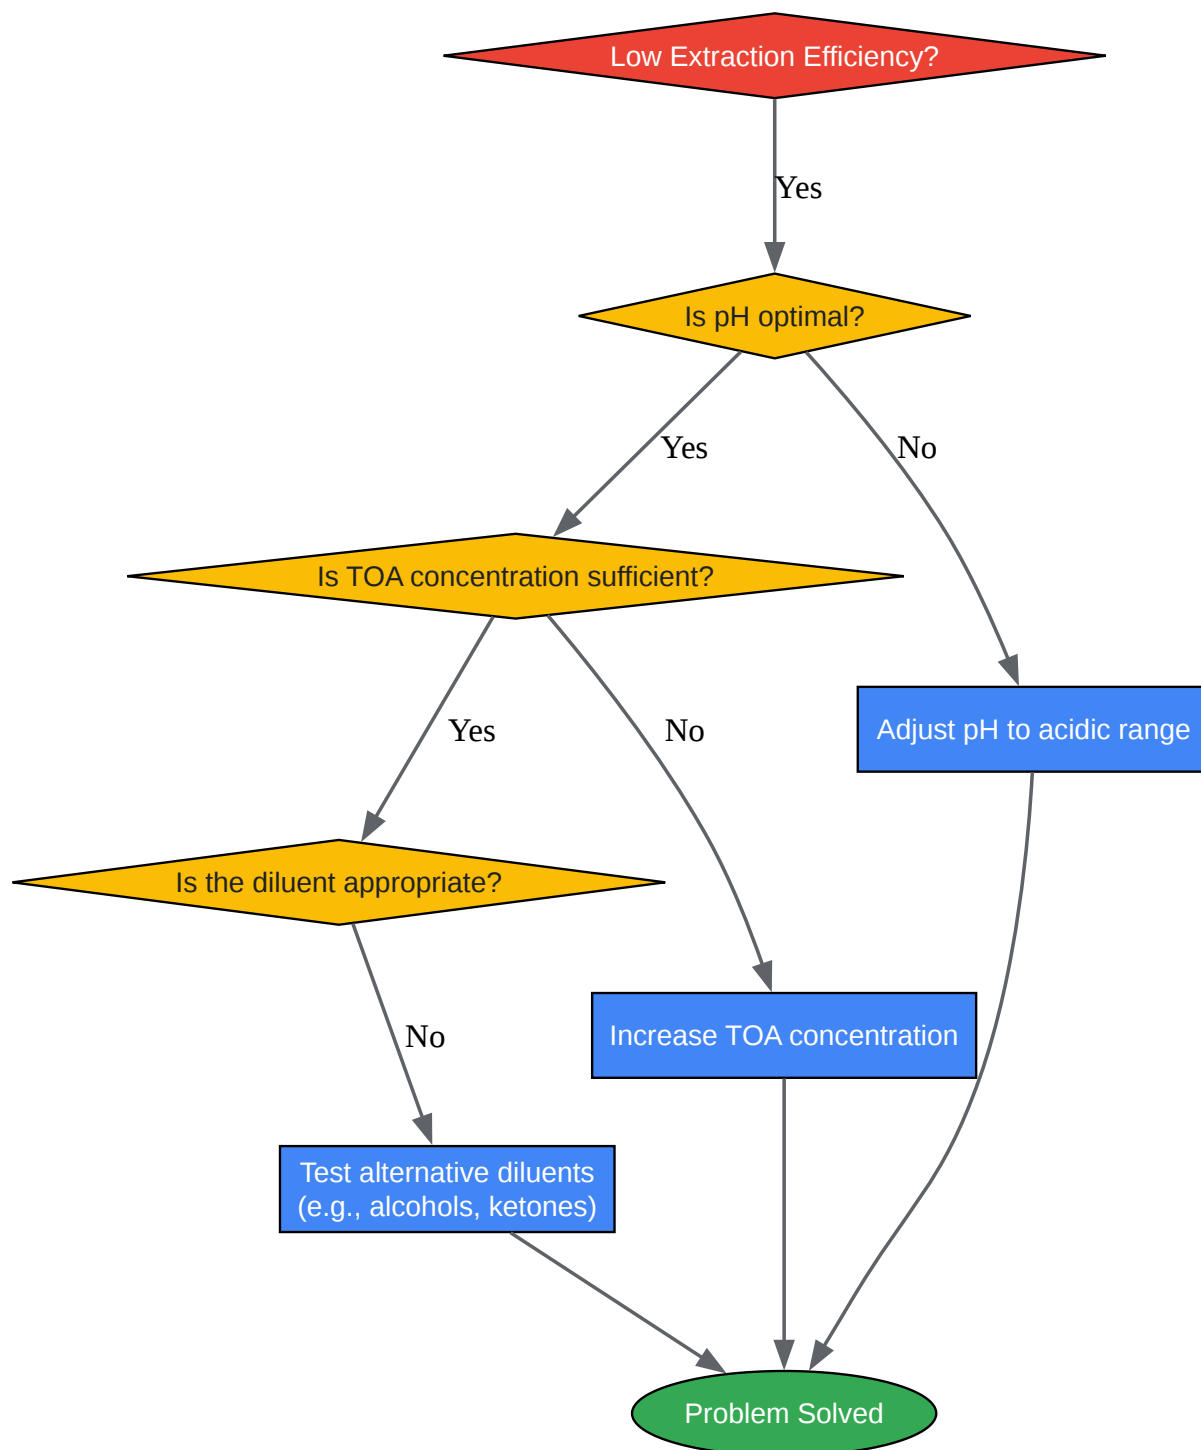 Low Extraction Efficiency?
Yes
Is pH optimal?
Yes
No
Is TOA concentration sufficient?
Yes
No
Adjust pH to acidic range
Is the diluent appropriate?
No
Increase TOA concentration
Test alternative diluents
(e.g., alcohols, ketones)
Problem Solved